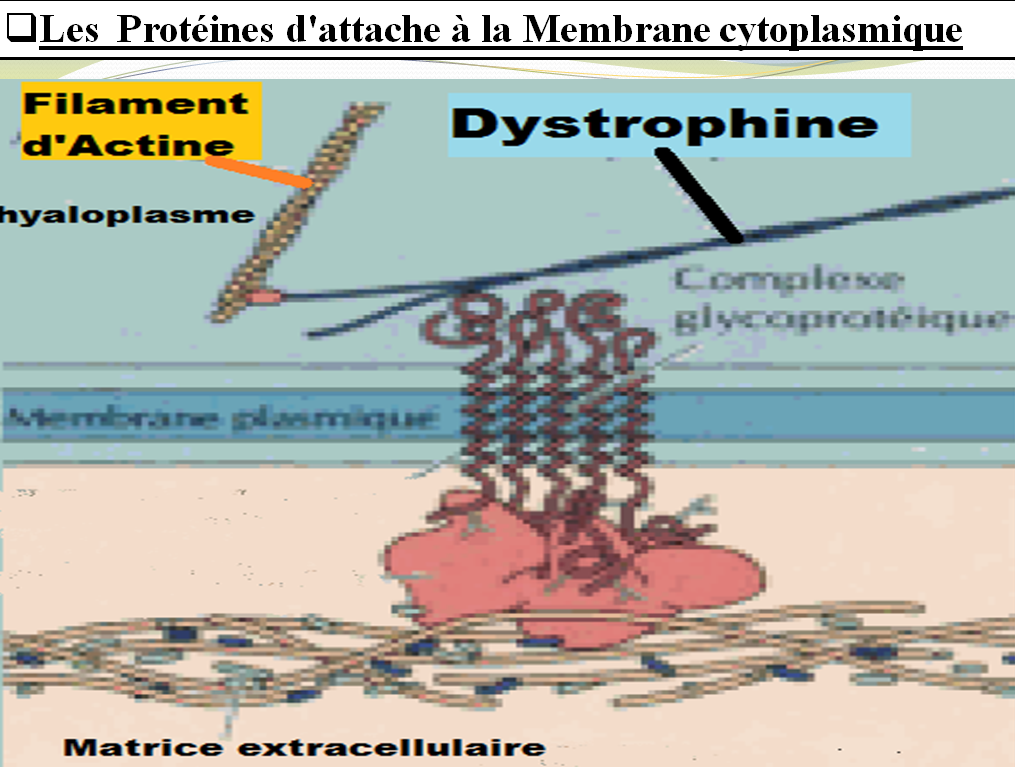 ❑Les Protéines d'attache à la Membrane cytoplasmique
Filament
d'Actine
Dystrophine
hyaloplasme
Complexe
glycoprotéique
Membrane plasmique
Matrice extracellulaire